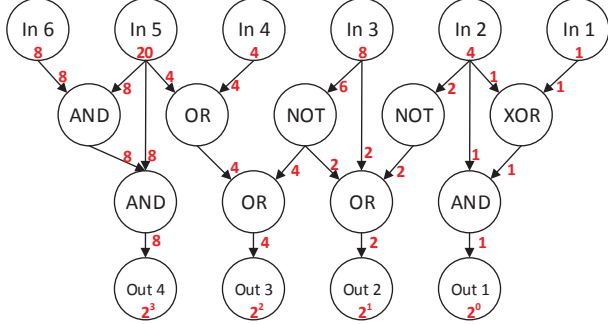 In 6 In 5 In 4 In 3 In 2 In 1
8 20 4 8 4 1
8 8 4 4 6 2 1 1
AND OR NOT NOT XOR
8 8 4 4 2 2 2 1 1
AND OR OR AND
8 4 2 1
Out 4 Out 3 Out 2 Out 1
2³ 2² 2¹ 2⁰